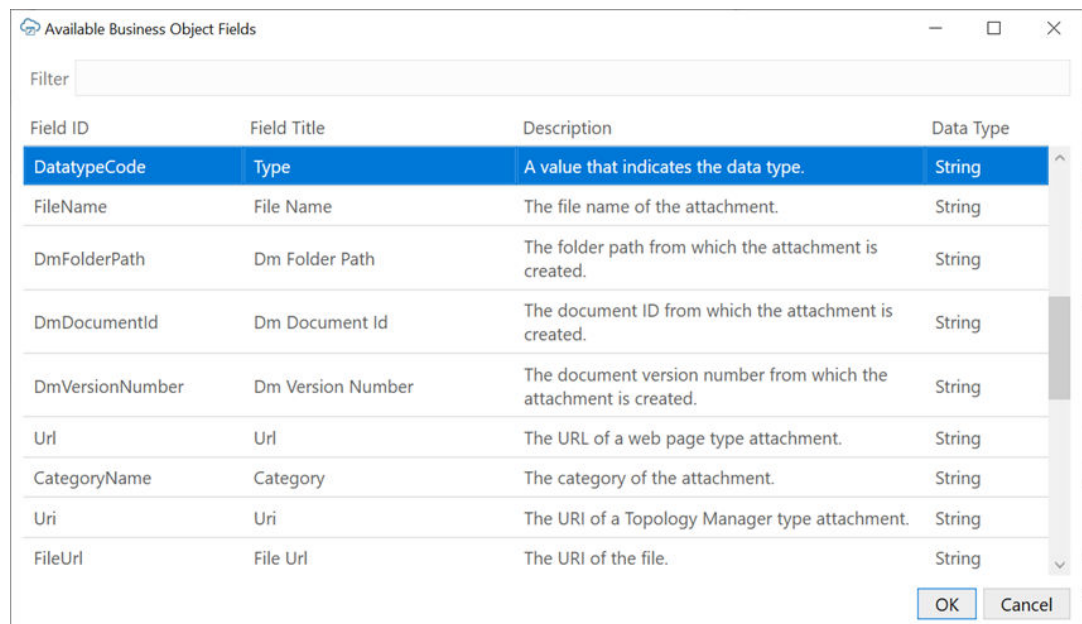 Available Business Object Fields
Filter
Field ID Field Title Description Data Type
DatatypeCode Type A value that indicates the data type. String
FileName File Name The file name of the attachment. String
DmFolderPath Dm Folder Path The folder path from which the attachment is
created. String
DmDocumentId Dm Document Id The document ID from which the attachment is
created. String
DmVersionNumber Dm Version Number The document version number from which the
attachment is created. String
Url Url The URL of a web page type attachment. String
CategoryName Category The category of the attachment. String
Uri Uri The URI of a Topology Manager type attachment. String
FileUrl File Url The URI of the file. String
OK Cancel